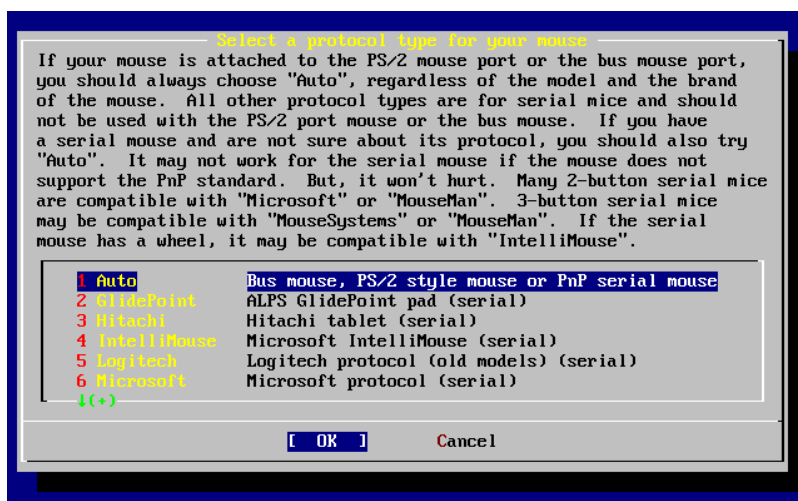 Select a protocol type for your mouse
If your mouse is attached to the PS/2 mouse port or the bus mouse port,
you should always choose "Auto", regardless of the model and the brand
of the mouse.  All other protocol types are for serial mice and should
not be used with the PS/2 port mouse or the bus mouse.  If you have
a serial mouse and are not sure about its protocol, you should also try
"Auto".  It may not work for the serial mouse if the mouse does not
support the PnP standard.  But, it won't hurt.  Many 2-button serial mice
are compatible with "Microsoft" or "MouseMan".  3-button serial mice
may be compatible with "MouseSystems" or "MouseMan".  If the serial
mouse has a wheel, it may be compatible with "IntelliMouse".
1 Auto Bus mouse, PS/2 style mouse or PnP serial mouse
2 GlidePoint ALPS GlidePoint pad (serial)
3 Hitachi Hitachi tablet (serial)
4 IntelliMouse Microsoft IntelliMouse (serial)
5 Logitech Logitech protocol (old models) (serial)
6 Microsoft Microsoft protocol (serial)
↓(+)
[ OK ] Cancel